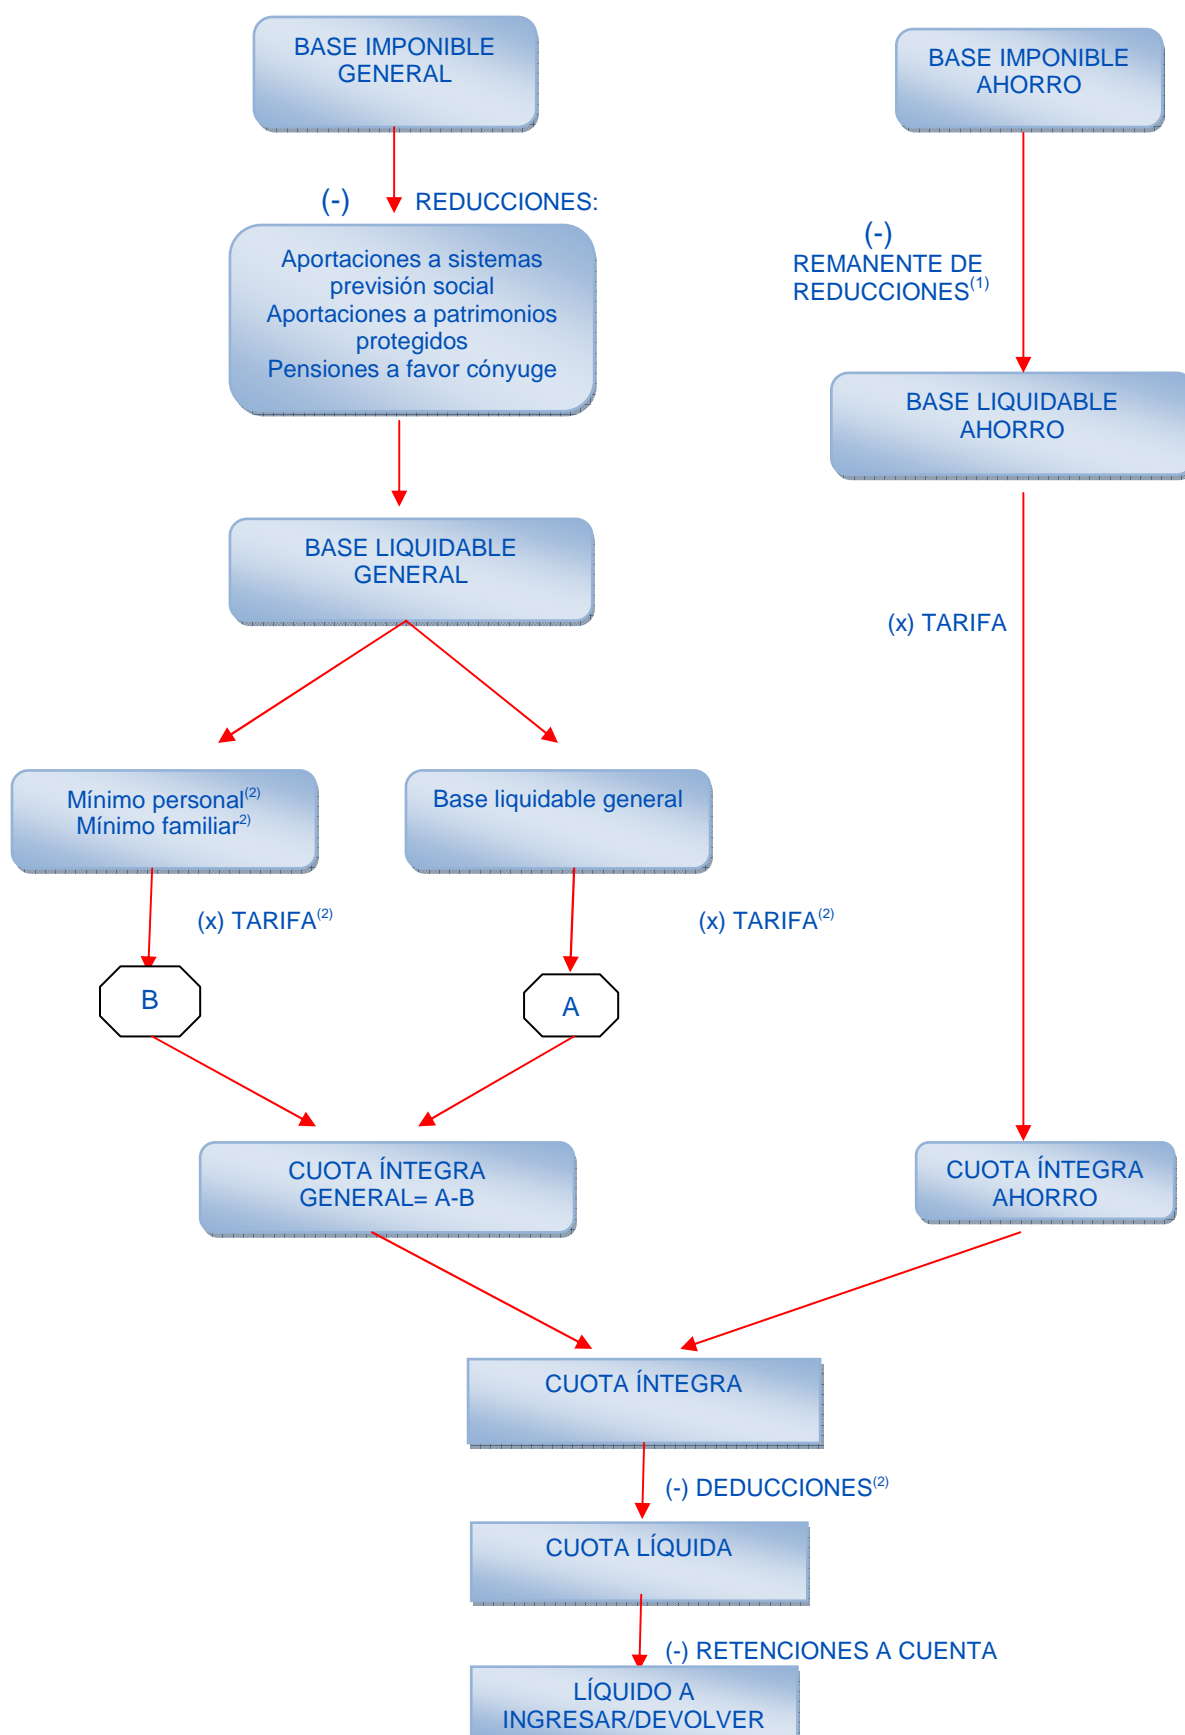 BASE IMPONIBLE
GENERAL
BASE IMPONIBLE
AHORRO
(-) REDUCCIONES:
Aportaciones a sistemas
previsión social
Aportaciones a patrimonios
protegidos
Pensiones a favor cónyuge
(-)
REMANENTE DE
REDUCCIONES(1)
BASE LIQUIDABLE
AHORRO
BASE LIQUIDABLE
GENERAL
(x) TARIFA
Mínimo personal(2)
Mínimo familiar2)
Base liquidable general
(x) TARIFA(2)
(x) TARIFA(2)
B
A
CUOTA ÍNTEGRA
GENERAL= A-B
CUOTA ÍNTEGRA
AHORRO
CUOTA ÍNTEGRA
(-) DEDUCCIONES(2)
CUOTA LÍQUIDA
(-) RETENCIONES A CUENTA
LÍQUIDO A
INGRESAR/DEVOLVER